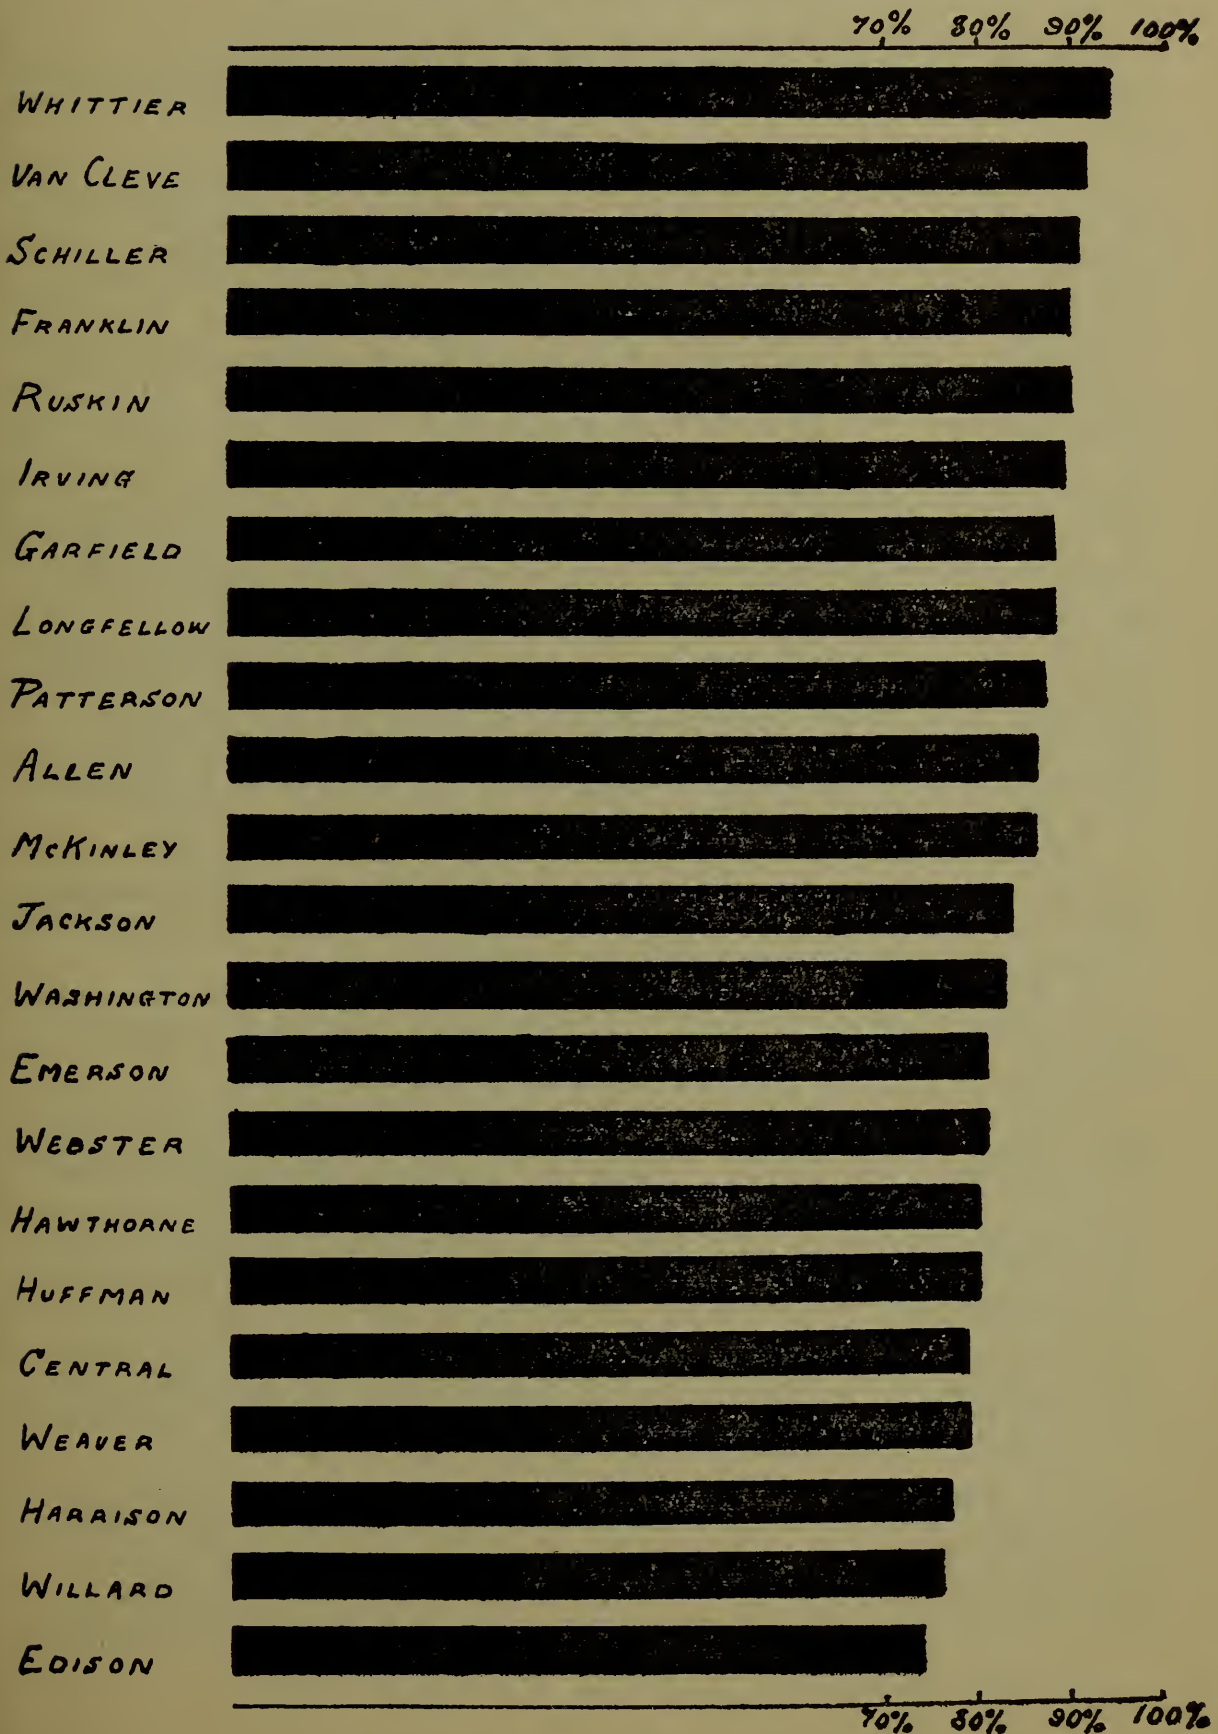 70% 80% 90% 100%
WHITTIER
VAN CLEVE
SCHILLER
FRANKLIN
RUSKIN
IRVING
GARFIELD
LONGFELLOW
PATTERSON
ALLEN
McKINLEY
JACKSON
WASHINGTON
EMERSON
WEBSTER
HAWTHORNE
HUFFMAN
CENTRAL
WEAVER
HARRISON
WILLARD
EDISON
70% 80% 90% 100%